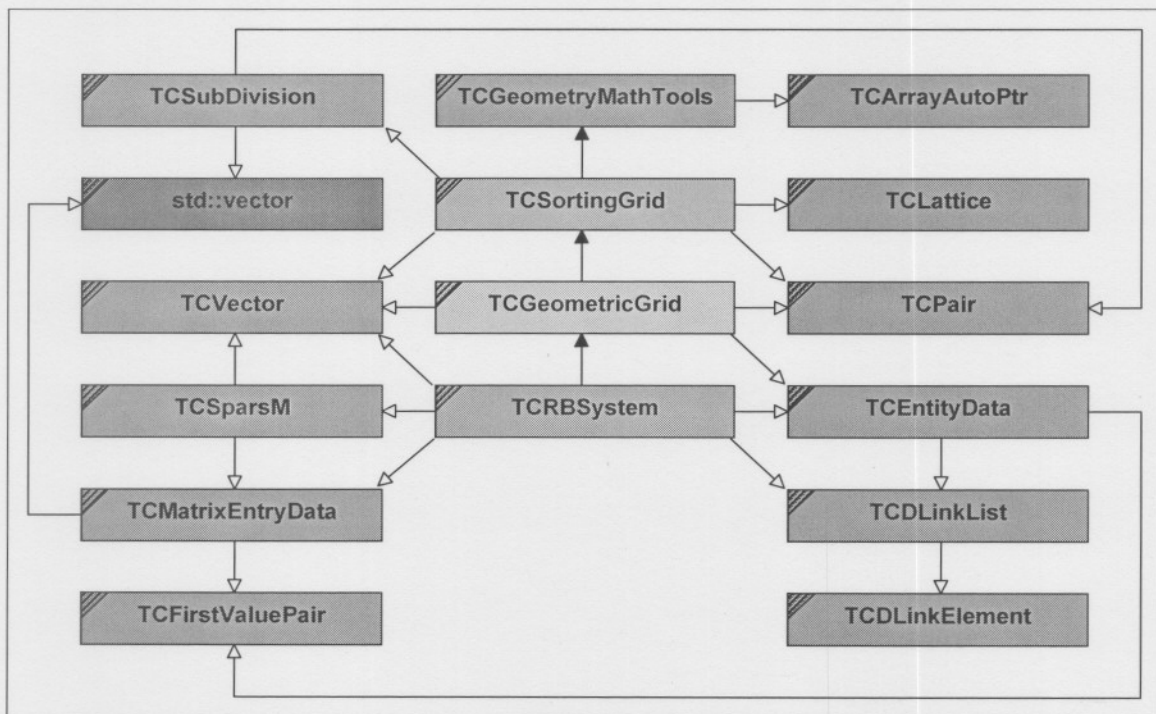 TCSubDivision
TCGeometryMathTools
TCArrayAutoPtr
std::vector
TCSortingGrid
TCLattice
TCVector
TCGeometricGrid
TCPair
TCSparsM
TCRBSystem
TCEntityData
TCMatrixEntryData
TCDLinkList
TCFirstValuePair
TCDLinkElement